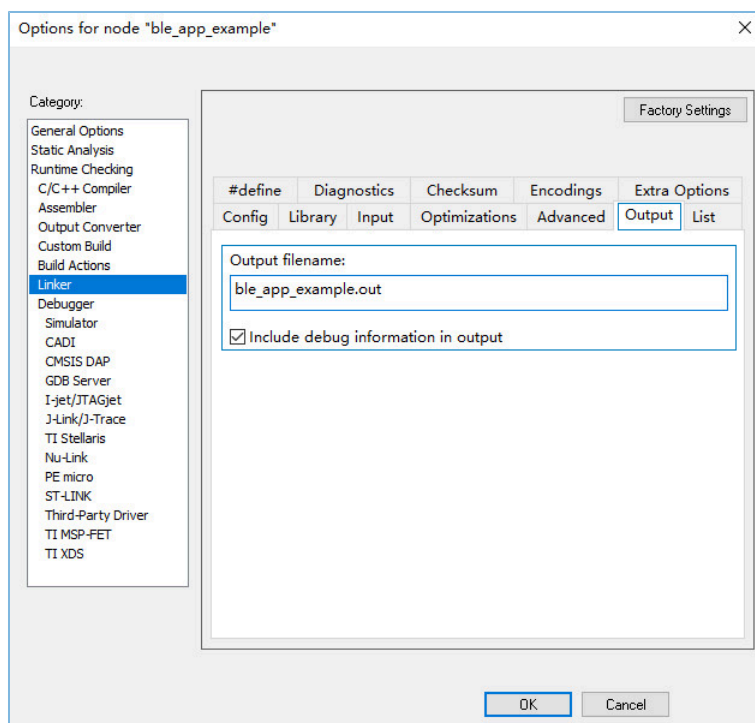 Options for node "ble_app_example"
Category:
General Options
Static Analysis
Runtime Checking
C/C++ Compiler
Assembler
Output Converter
Custom Build
Build Actions
Linker
Debugger
Simulator
CADI
CMSIS DAP
GDB Server
I-jet/JTAGjet
J-Link/J-Trace
TI Stellaris
Nu-Link
PE micro
ST-LINK
Third-Party Driver
TI MSP-FET
TI XDS
Factory Settings
#define Diagnostics Checksum Encodings Extra Options
Config Library Input Optimizations Advanced Output List
Output filename:
ble_app_example.out
Include debug information in output
OK Cancel